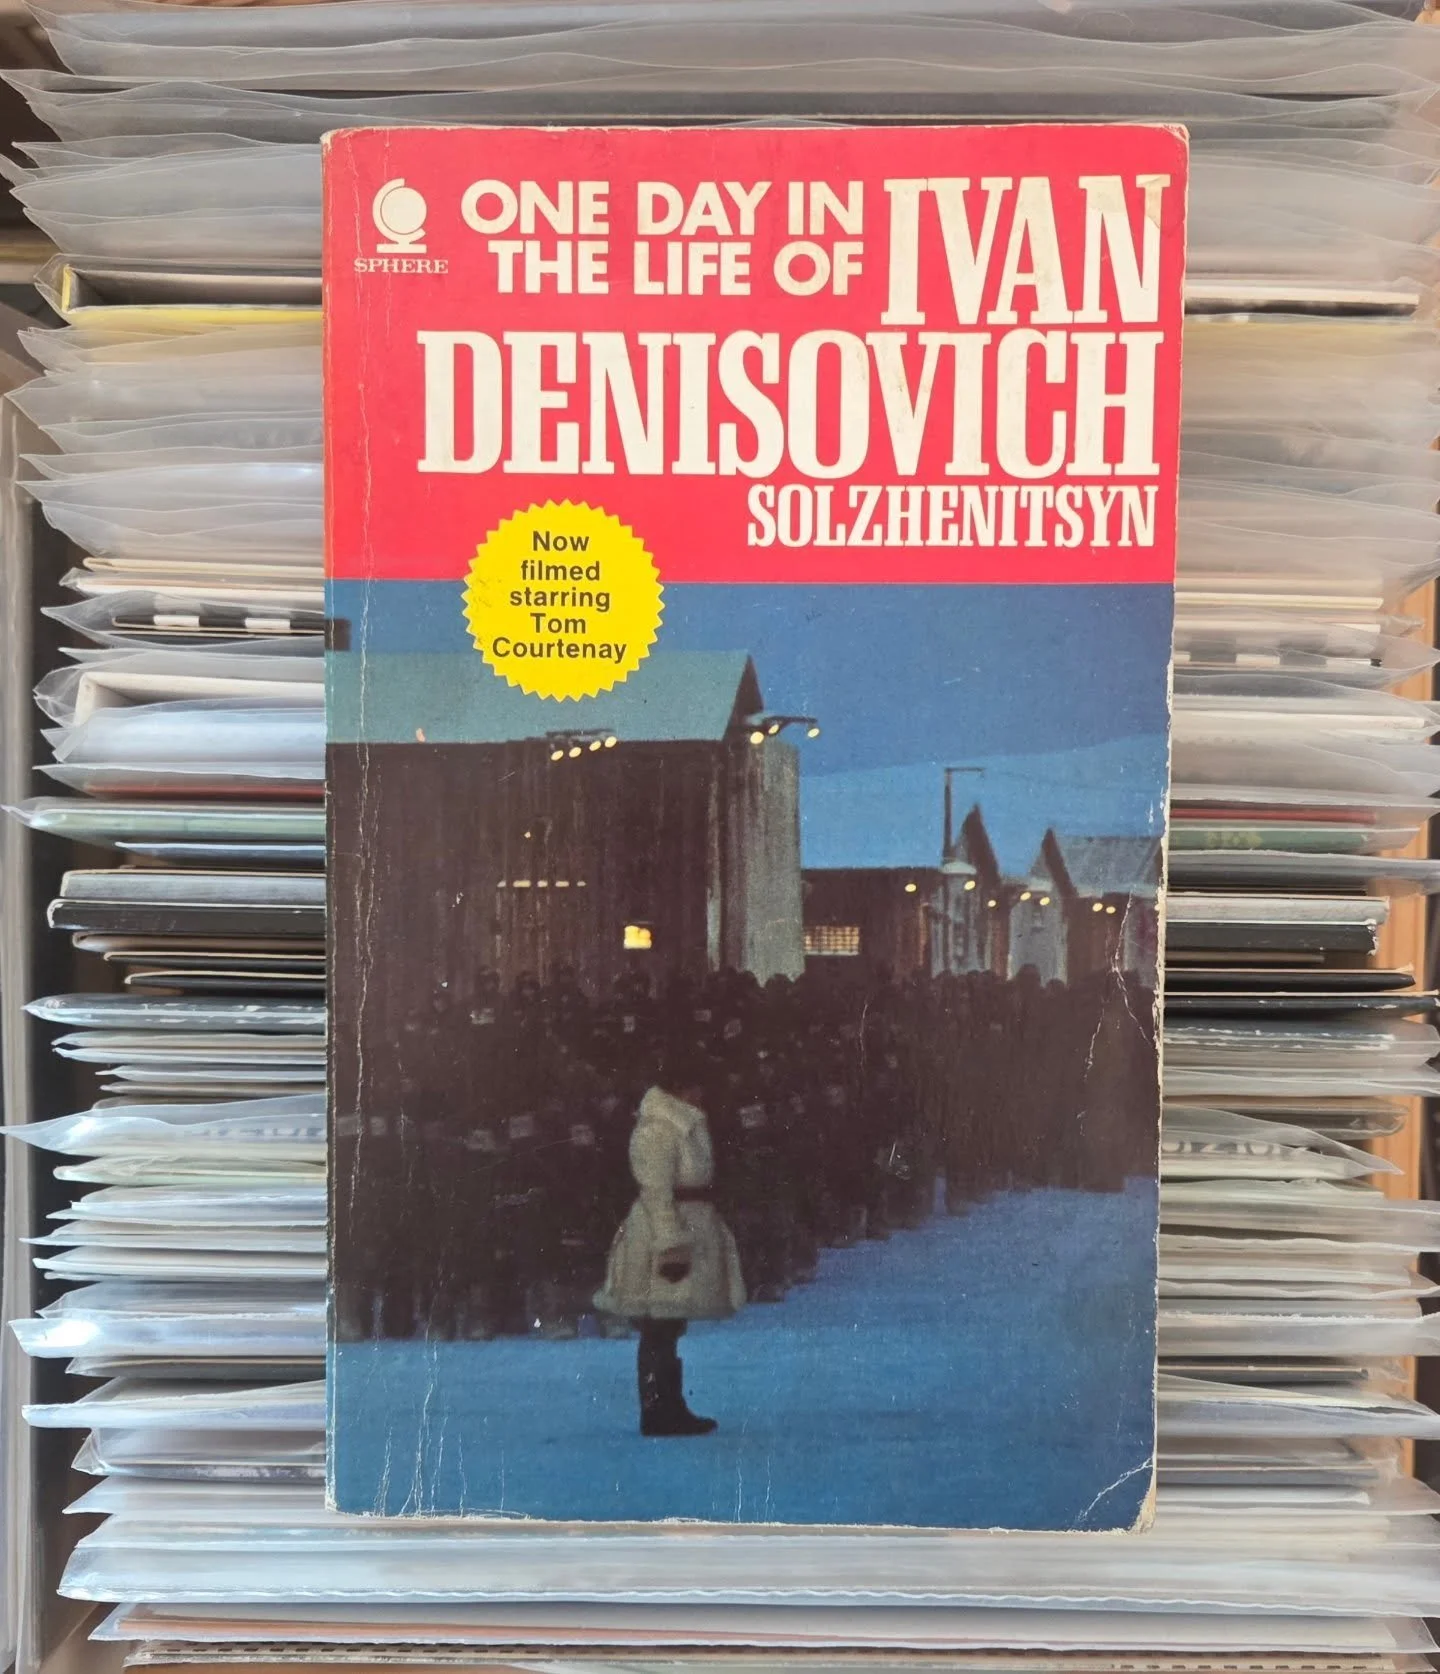 SPHERE
ONE DAY IN
THE LIFE OF IVAN
DENISOVICH
SOLZHENITSYN
Now
filmed
starring
Tom
Courtenay